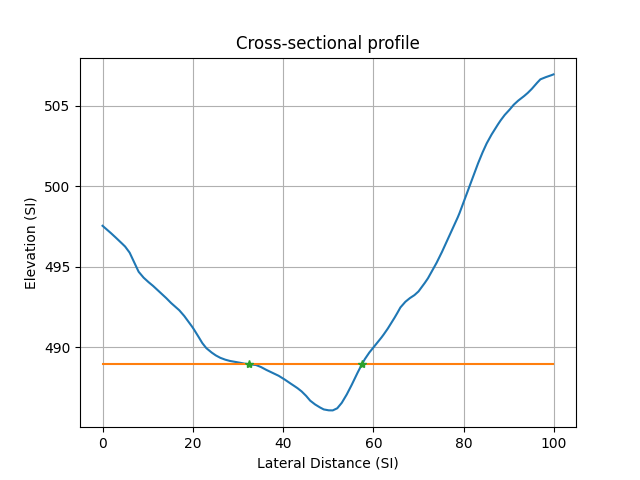 Cross-sectional profile
505
500
495
490
Elevation (SI)
0 20 40 60 80 100
Lateral Distance (SI)